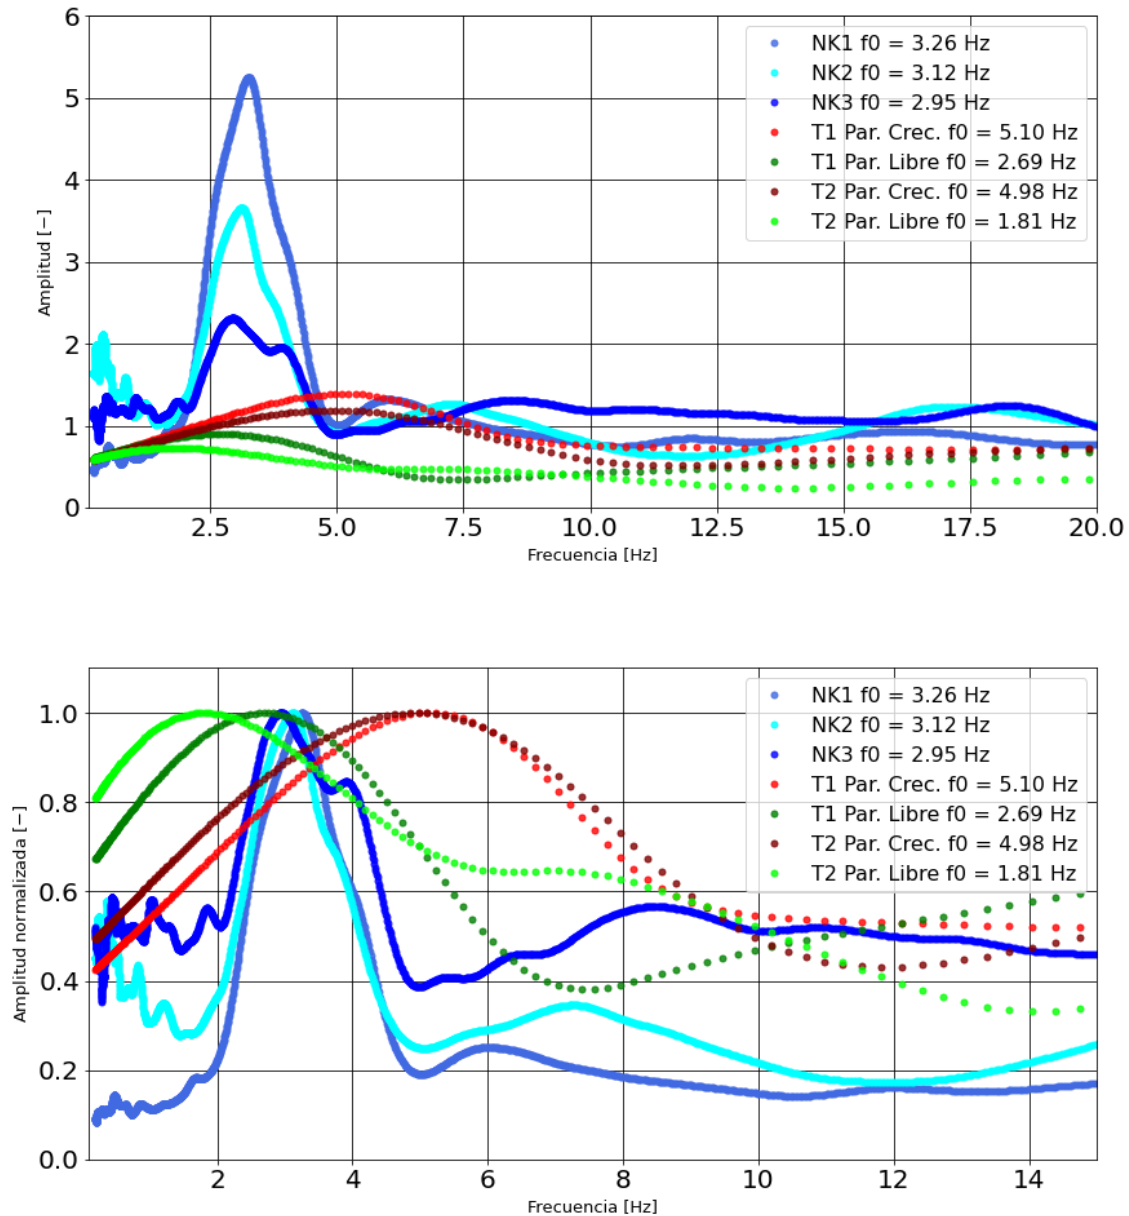 6
5
4
3
2
1
0
Amplitud [−]
NK1 f0 = 3.26 Hz
NK2 f0 = 3.12 Hz
NK3 f0 = 2.95 Hz
T1 Par. Crec. f0 = 5.10 Hz
T1 Par. Libre f0 = 2.69 Hz
T2 Par. Crec. f0 = 4.98 Hz
T2 Par. Libre f0 = 1.81 Hz
2.5 5.0 7.5 10.0 12.5 15.0 17.5 20.0
Frecuencia [Hz]
1.0
0.8
0.6
0.4
0.2
0.0
Amplitud normalizada [−]
NK1 f0 = 3.26 Hz
NK2 f0 = 3.12 Hz
NK3 f0 = 2.95 Hz
T1 Par. Crec. f0 = 5.10 Hz
T1 Par. Libre f0 = 2.69 Hz
T2 Par. Crec. f0 = 4.98 Hz
T2 Par. Libre f0 = 1.81 Hz
2 4 6 8 10 12 14
Frecuencia [Hz]